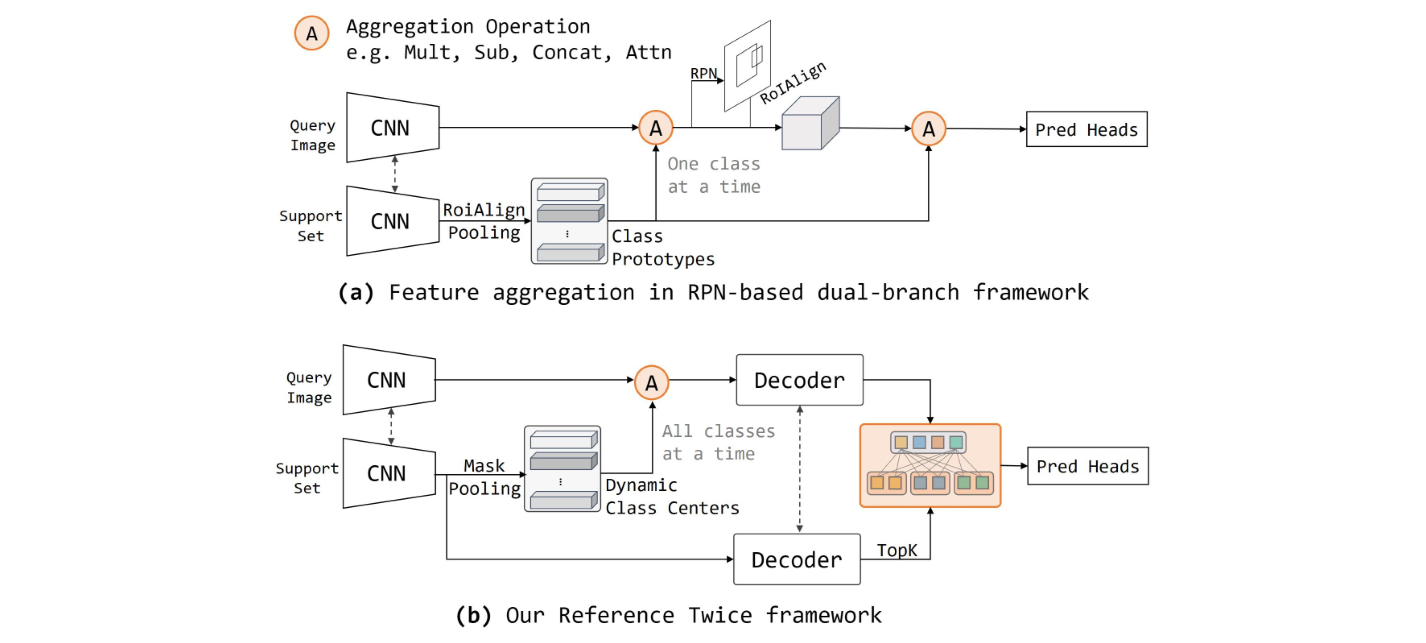 A
Aggregation Operation
e.g. Mult, Sub, Concat, Attn
RPN
RoIAlign
Query
Image
CNN
A
A
Pred Heads
One class
at a time
Support
Set
CNN
RoiAlign
Pooling
Class
Prototypes
(a) Feature aggregation in RPN-based dual-branch framework
Query
Image
CNN
A
Decoder
All classes
at a time
Support
Set
CNN
Mask
Pooling
Dynamic
Class Centers
Pred Heads
Decoder
TopK
(b) Our Reference Twice framework